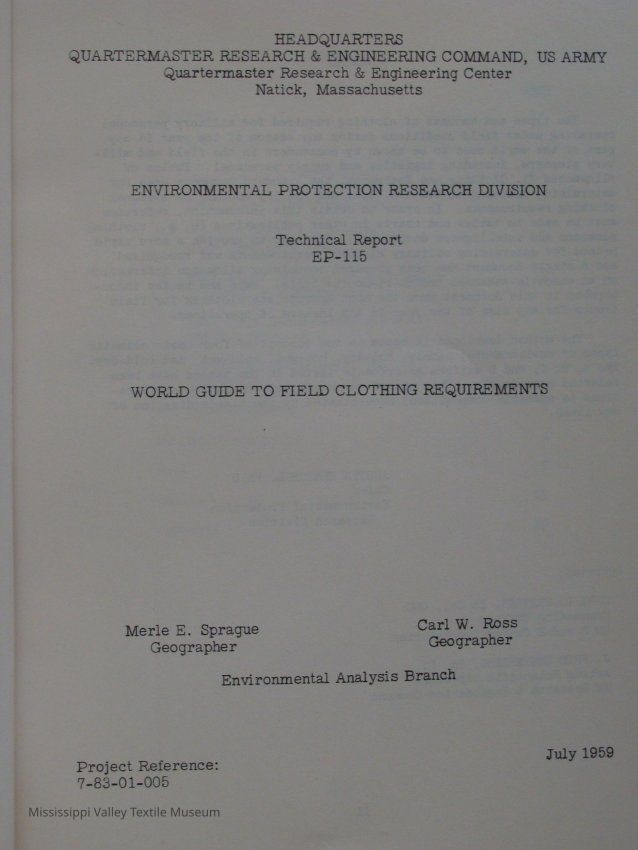 HEADQUARTERS
QUARTERMASTER RESEARCH & ENGINEERING COMMAND, US ARMY
Quartermaster Research & Engineering Center
Natick, Massachusetts
ENVIRONMENTAL PROTECTION RESEARCH DIVISION
Technical Report
EP-115
WORLD GUIDE TO FIELD CLOTHING REQUIREMENTS
Merle E. Sprague
Geographer
Carl W. Ross
Geographer
Environmental Analysis Branch
Project Reference:
7-83-01-005
July 1959
Mississippi Valley Textile Museum